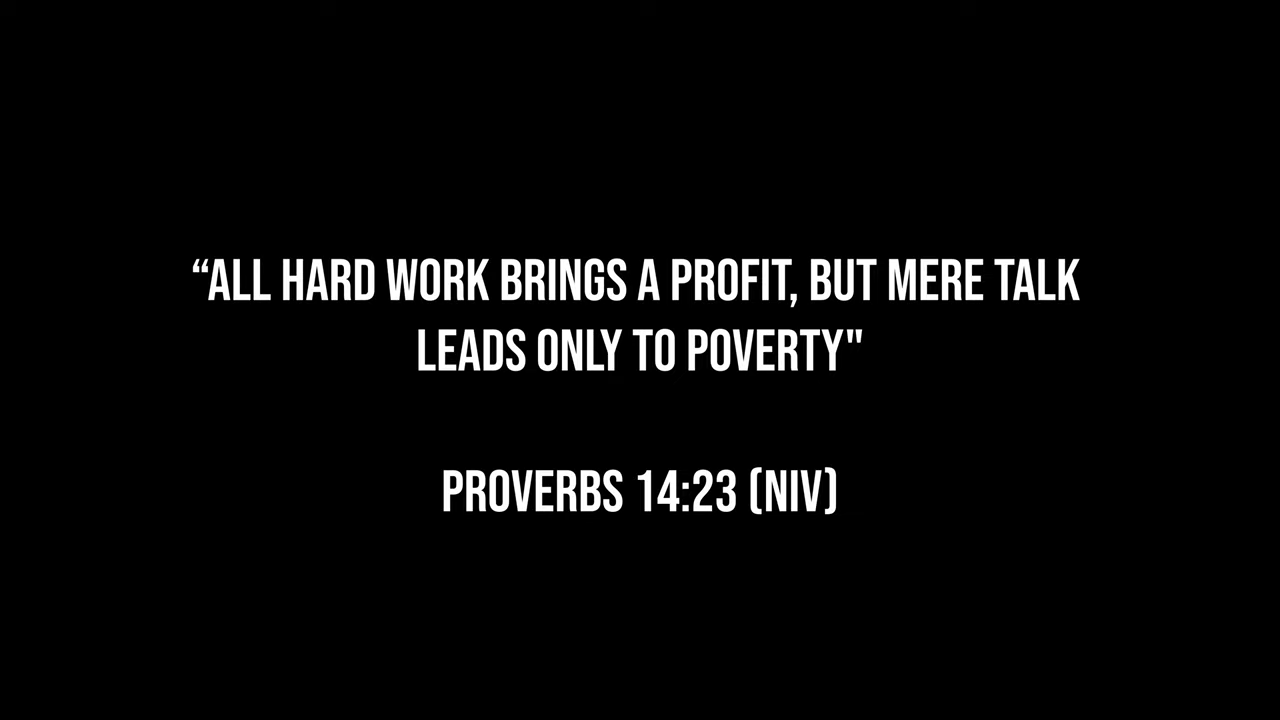 “ALL HARD WORK BRINGS A PROFIT, BUT MERE TALK
LEADS ONLY TO POVERTY"
PROVERBS 14:23 (NIV)